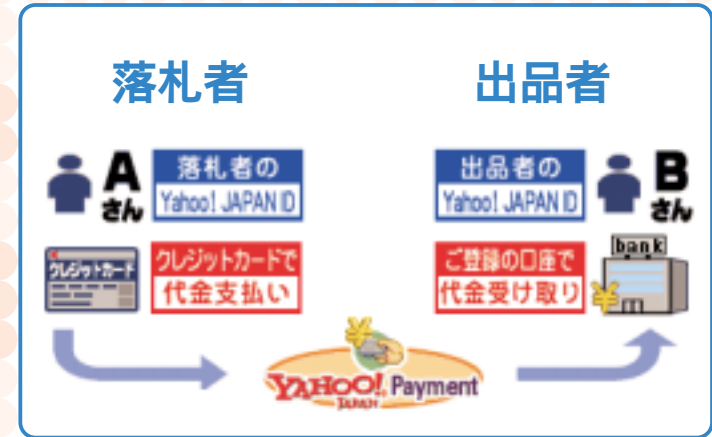 落札者
出品者
Aさん
落札者の
Yahoo! JAPAN ID
出品者の
Yahoo! JAPAN ID
Bさん
クレジットカード
クレジットカードで
代金支払い
ご登録の口座で
代金受け取り
bank
¥
¥
YAHOO! Payment
JAPAN